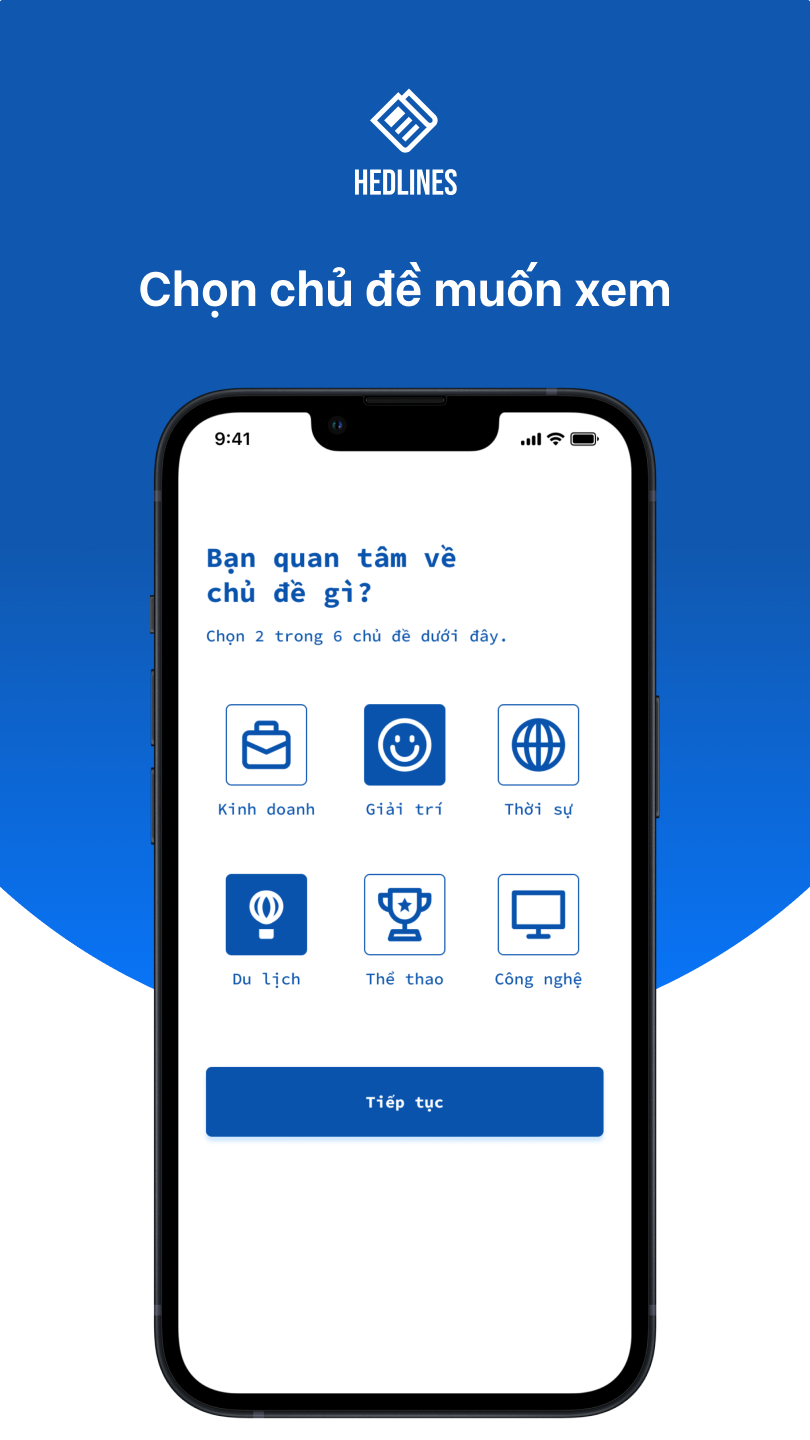 HEDLINES
Chọn chủ đề muốn xem
9:41
Bạn quan tâm về
chủ đề gì?
Chọn 2 trong 6 chủ đề dưới đây.
Kinh doanh
Giải trí
Thời sự
Du lịch
Thể thao
Công nghệ
Tiếp tục